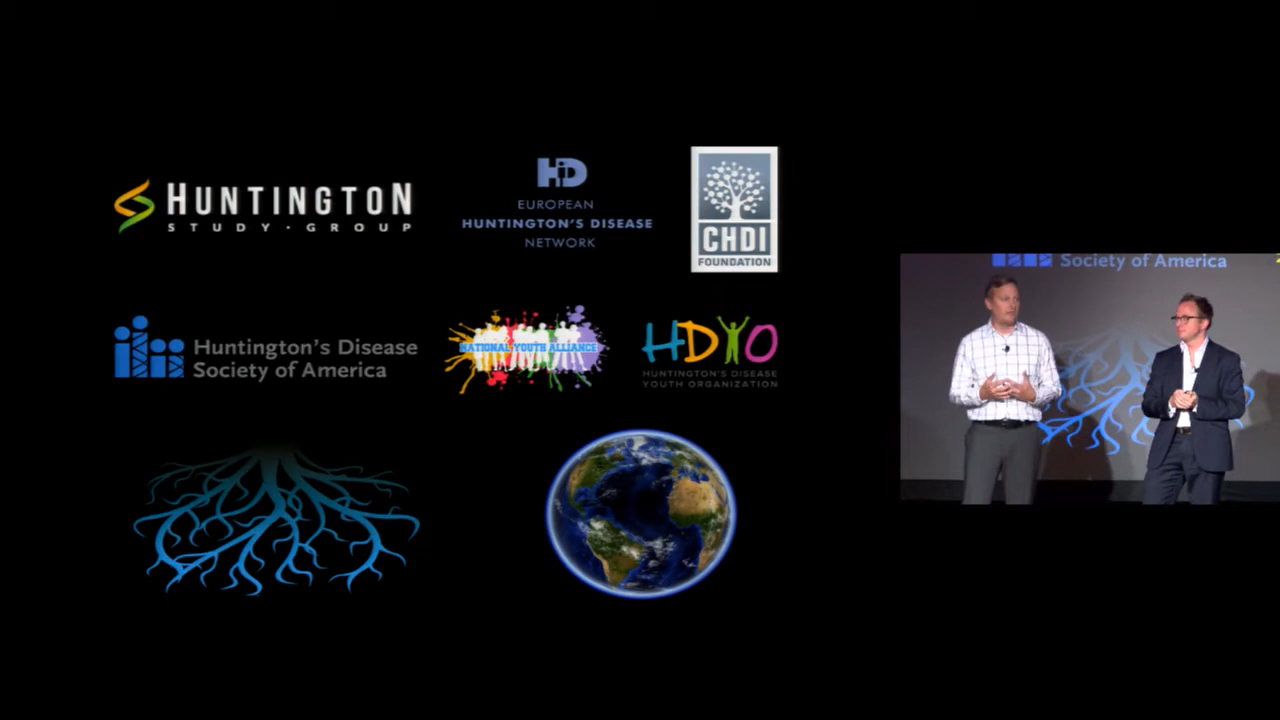 HUNTINGTON
STUDY · GROUP
HD
EUROPEAN
HUNTINGTON'S DISEASE
NETWORK
CHDI
FOUNDATION
Huntington's Disease
Society of America
NATIONAL YOUTH ALLIANCE
HDYO
HUNTINGTON'S DISEASE
YOUTH ORGANIZATION
Society of America